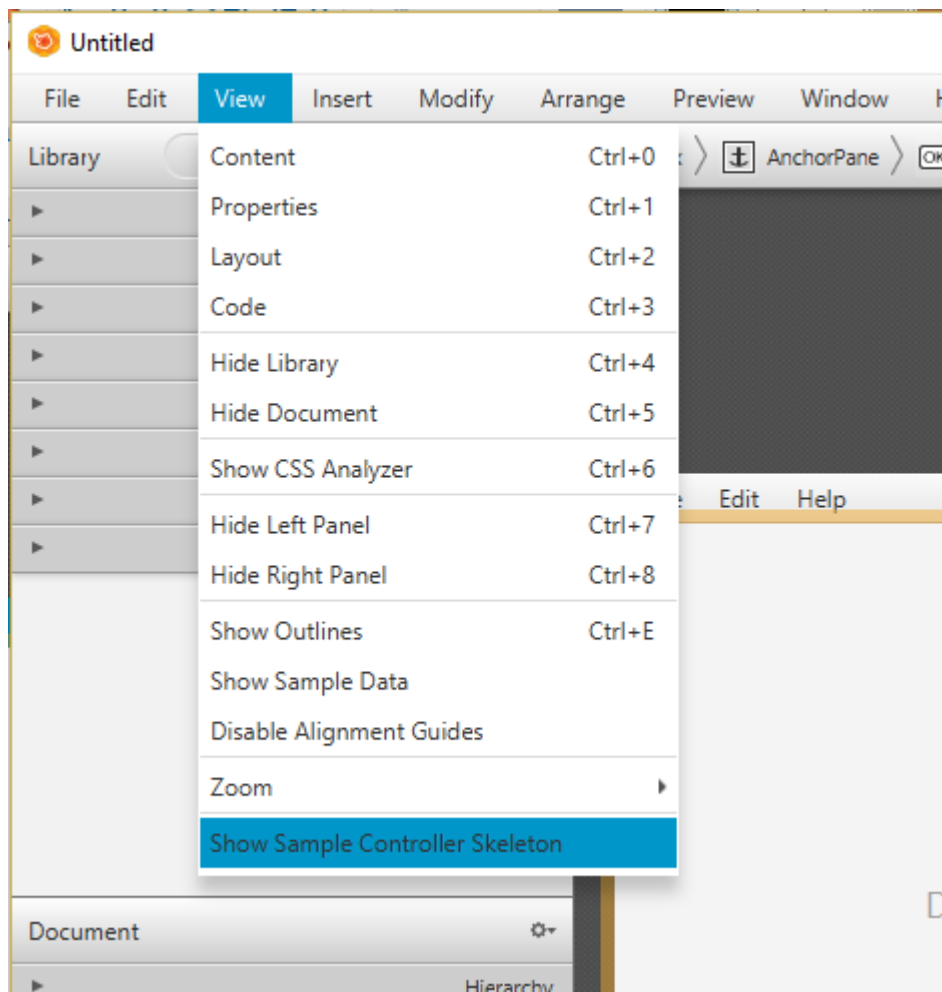 Untitled
File Edit View Insert Modify Arrange Preview Window
Library
AnchorPane
OK
Content Ctrl+0
Properties Ctrl+1
Layout Ctrl+2
Code Ctrl+3
Hide Library Ctrl+4
Hide Document Ctrl+5
Show CSS Analyzer Ctrl+6
Edit Help
Hide Left Panel Ctrl+7
Hide Right Panel Ctrl+8
Show Outlines Ctrl+E
Show Sample Data
Disable Alignment Guides
Zoom
Show Sample Controller Skeleton
Document
Hierarchy